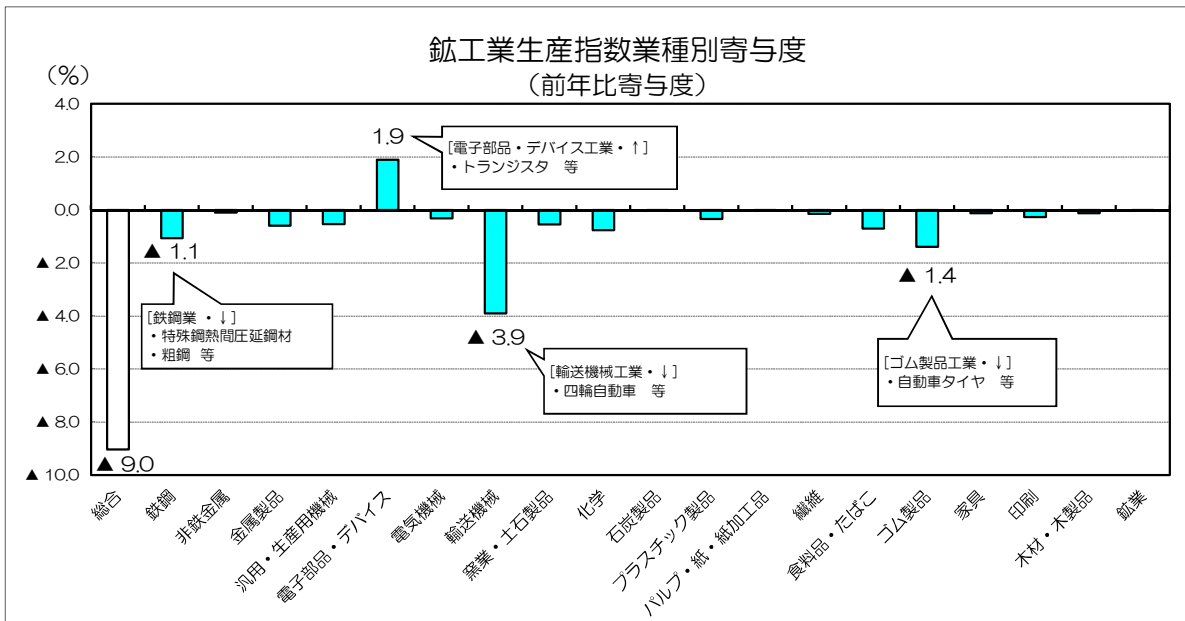 鉱工業生産指数業種別寄与度
（前年比寄与度）
(%)
4.0
2.0
0.0
▲ 2.0
▲ 4.0
▲ 6.0
▲ 8.0
▲ 10.0
1.9
[電子部品・デバイス工業・↑]
・トランジスタ 等
▲ 1.1
[鉄鋼業 ・↓]
・特殊鋼熱間圧延鋼材
・粗鋼 等
▲ 3.9
[輸送機械工業・↓]
・四輪自動車 等
▲ 1.4
[ゴム製品工業・↓]
・自動車タイヤ 等
▲ 9.0
総合
鉄鋼
非鉄金属
金属製品
汎用・生産用機械
電子部品・デバイス
電気機械
輸送機械
窯業・土石製品
化学
石炭製品
プラスチック製品
パルプ・紙・紙加工品
繊維
食料品・たばこ
ゴム製品
家具
印刷
木材・木製品
鉱業